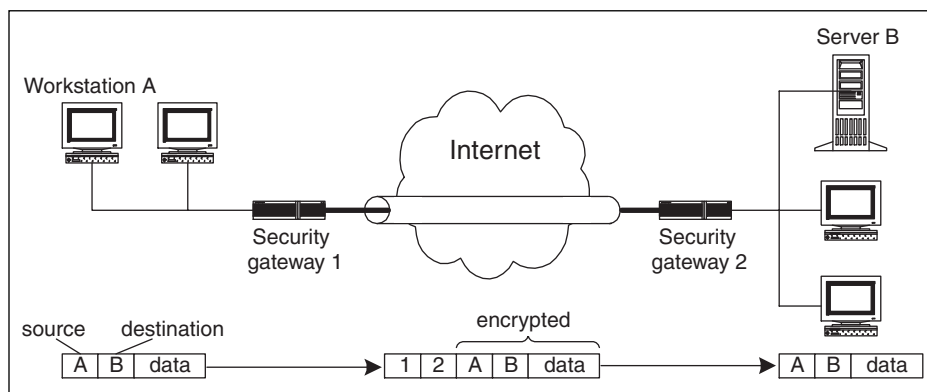 Server B
Workstation A
Internet
Security
gateway 1
Security
gateway 2
source
destination
encrypted
A B data
1 2 A B data
A B data